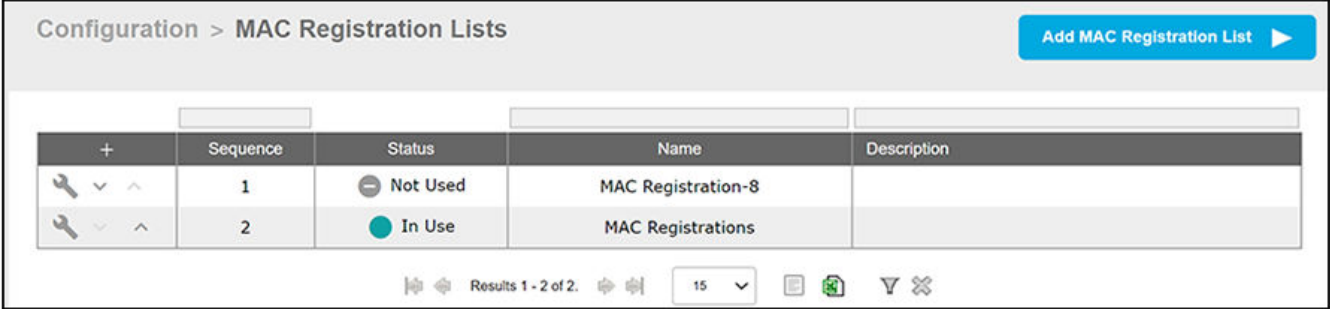 Configuration > MAC Registration Lists
Add MAC Registration List
+ Sequence Status Name Description
1 Not Used MAC Registration-8
2 In Use MAC Registrations
Results 1 - 2 of 2. 15